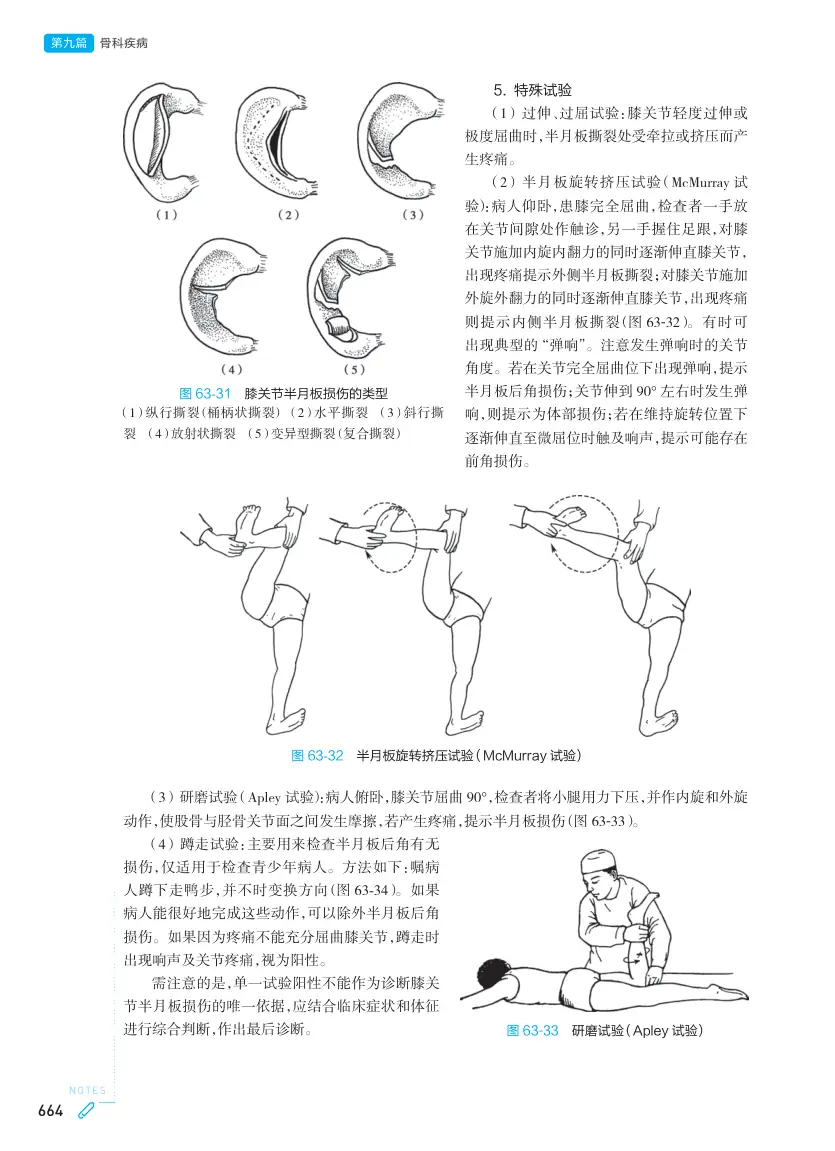 第九篇 骨科疾病
(1)
(2)
(3)
(4)
(5)
图 63-31 膝关节半月板损伤的类型
(1)纵行撕裂(桶柄状撕裂) (2)水平撕裂 (3)斜行撕
裂 (4)放射状撕裂 (5)变异型撕裂(复合撕裂)
5. 特殊试验
（1）过伸、过屈试验：膝关节轻度过伸或
极度屈曲时，半月板撕裂处受牵拉或挤压而产
生疼痛。
（2）半月板旋转挤压试验（McMurray 试
验）：病人仰卧，患膝完全屈曲，检查者一手放
在关节间隙处作触诊，另一手握住足跟，对膝
关节施加内旋内翻力的同时逐渐伸直膝关节，
出现疼痛提示外侧半月板撕裂；对膝关节施加
外旋外翻力的同时逐渐伸直膝关节，出现疼痛
则提示内侧半月板撕裂（图 63-32）。有时可
出现典型的“弹响”。注意发生弹响时的关节
角度。若在关节完全屈曲位下出现弹响，提示
半月板后角损伤；关节伸到 90° 左右时发生弹
响，则提示为体部损伤；若在维持旋转位置下
逐渐伸直至微屈位时触及响声，提示可能存在
前角损伤。
图 63-32 半月板旋转挤压试验（McMurray 试验）
（3）研磨试验（Apley 试验）：病人俯卧，膝关节屈曲 90°，检查者将小腿用力下压，并作内旋和外旋
动作，使股骨与胫骨关节面之间发生摩擦，若产生疼痛，提示半月板损伤（图 63-33）。
（4）蹲走试验：主要用来检查半月板后角有无
损伤，仅适用于检查青少年病人。方法如下：嘱病
人蹲下走鸭步，并不时变换方向（图 63-34）。如果
病人能很好地完成这些动作，可以除外半月板后角
损伤。如果因为疼痛不能充分屈曲膝关节，蹲走时
出现响声及关节疼痛，视为阳性。
需注意的是，单一试验阳性不能作为诊断膝关
节半月板损伤的唯一依据，应结合临床症状和体征
进行综合判断，作出最后诊断。
图 63-33 研磨试验（Apley 试验）
NOTES
664